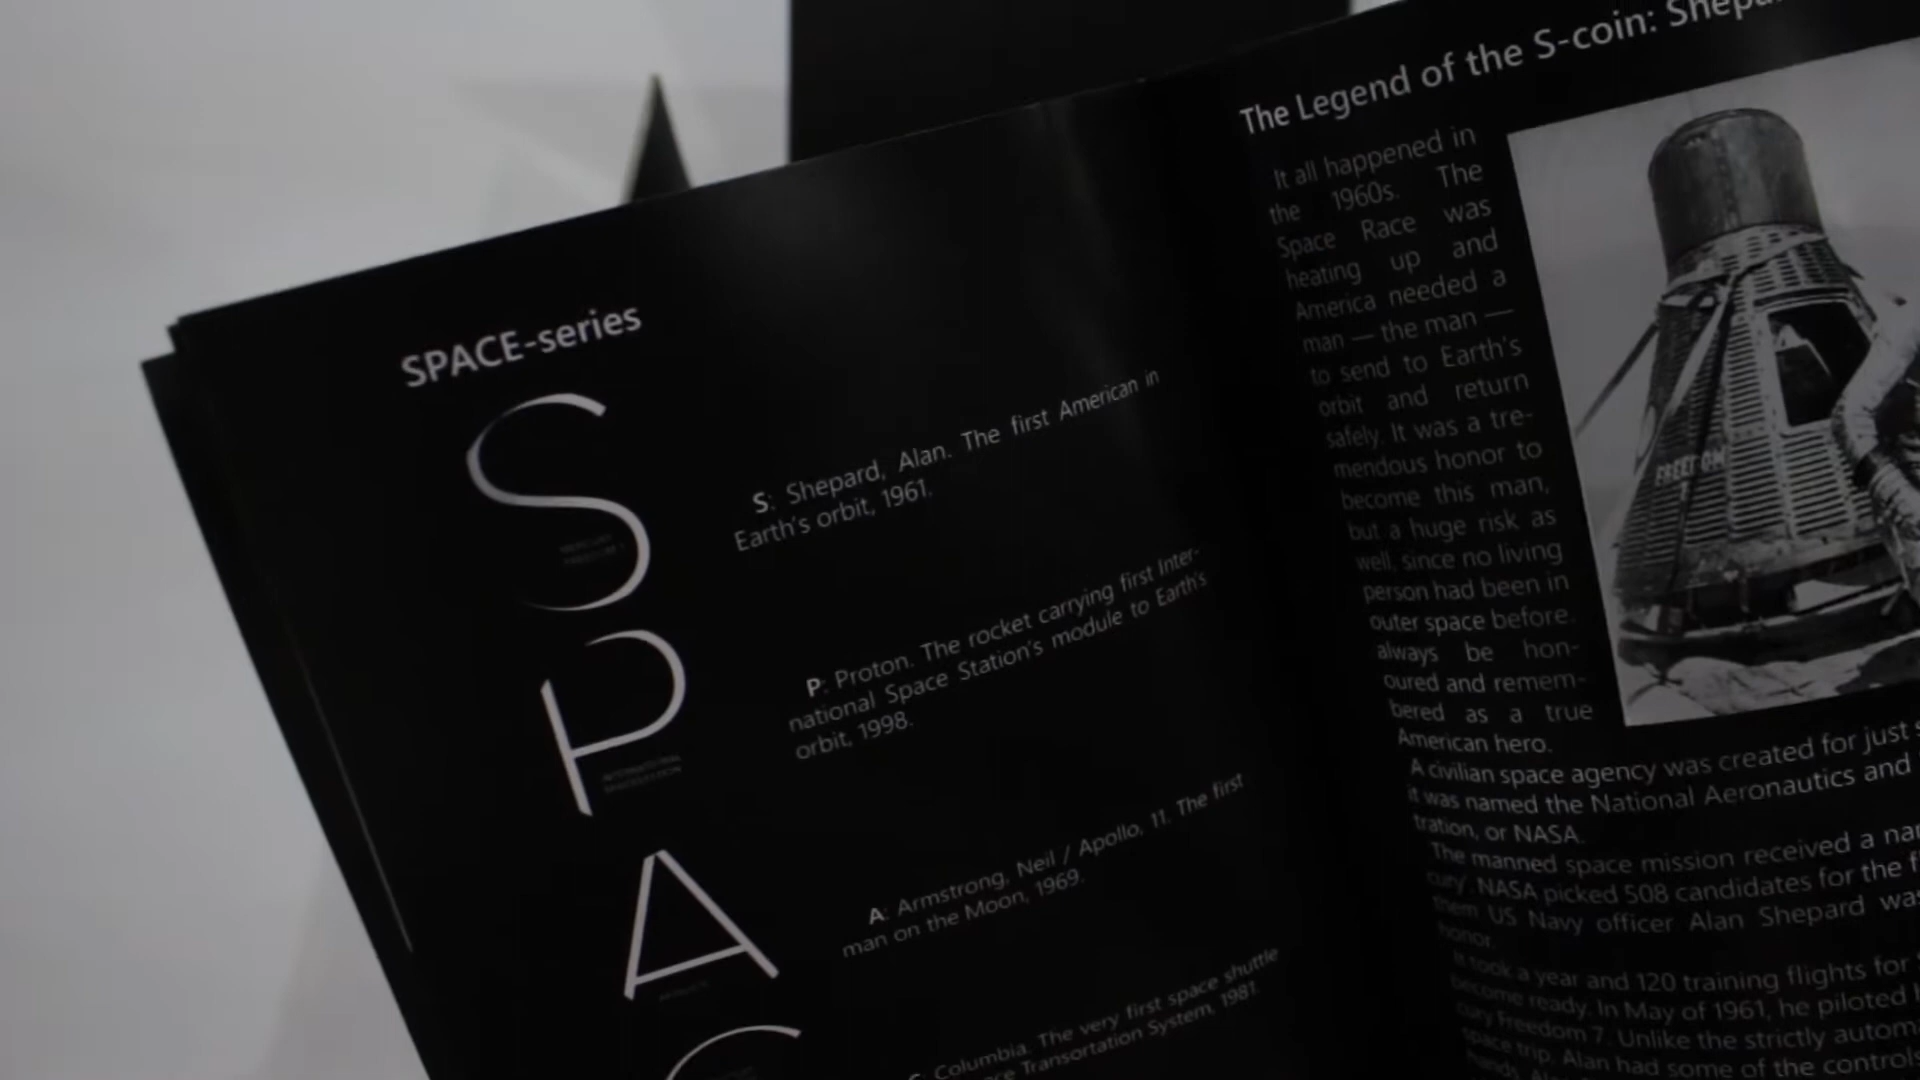 SPACE-series
S
S: Shepard, Alan. The first American in
Earth's orbit, 1961.
P
P: Proton. The rocket carrying first Inter-
national Space Station's module to Earth's
orbit, 1998.
A
A: Armstrong, Neil / Apollo, 11. The first
man on the Moon, 1969.
C
C: Columbia. The very first space shuttle
Transortation System, 1981.
The Legend of the S-coin:
It all happened in
the 1960s. The
Space Race was
heating up and
America needed a
man — the man —
to send to Earth's
orbit and return
safely. It was a tre-
mendous honor to
become this man,
but a huge risk as
well, since no living
person had been in
outer space before.
always be hon-
oured and remem-
bered as a true
American hero.
A civilian space agency was created for just
it was named the National Aeronautics and
tration, or NASA.
The manned space mission received a
cury'. NASA picked 508 candidates for the
them US Navy officer Alan Shepard was
honor.
It took a year and 120 training flights for
become ready. In May of 1961, he piloted
cury Freedom 7. Unlike the strictly autom
space trip, Alan had some of the controls
FREEDOM